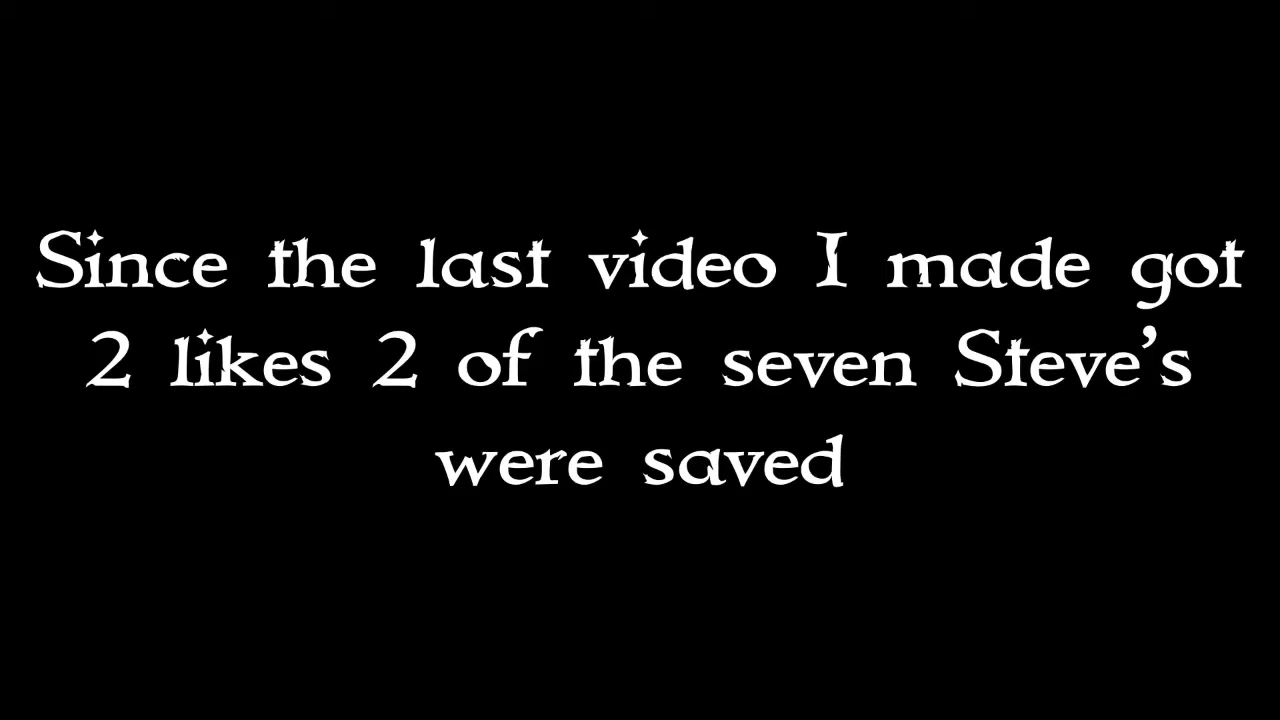 Since the last video I made got
2 likes 2 of the seven Steve's
were saved